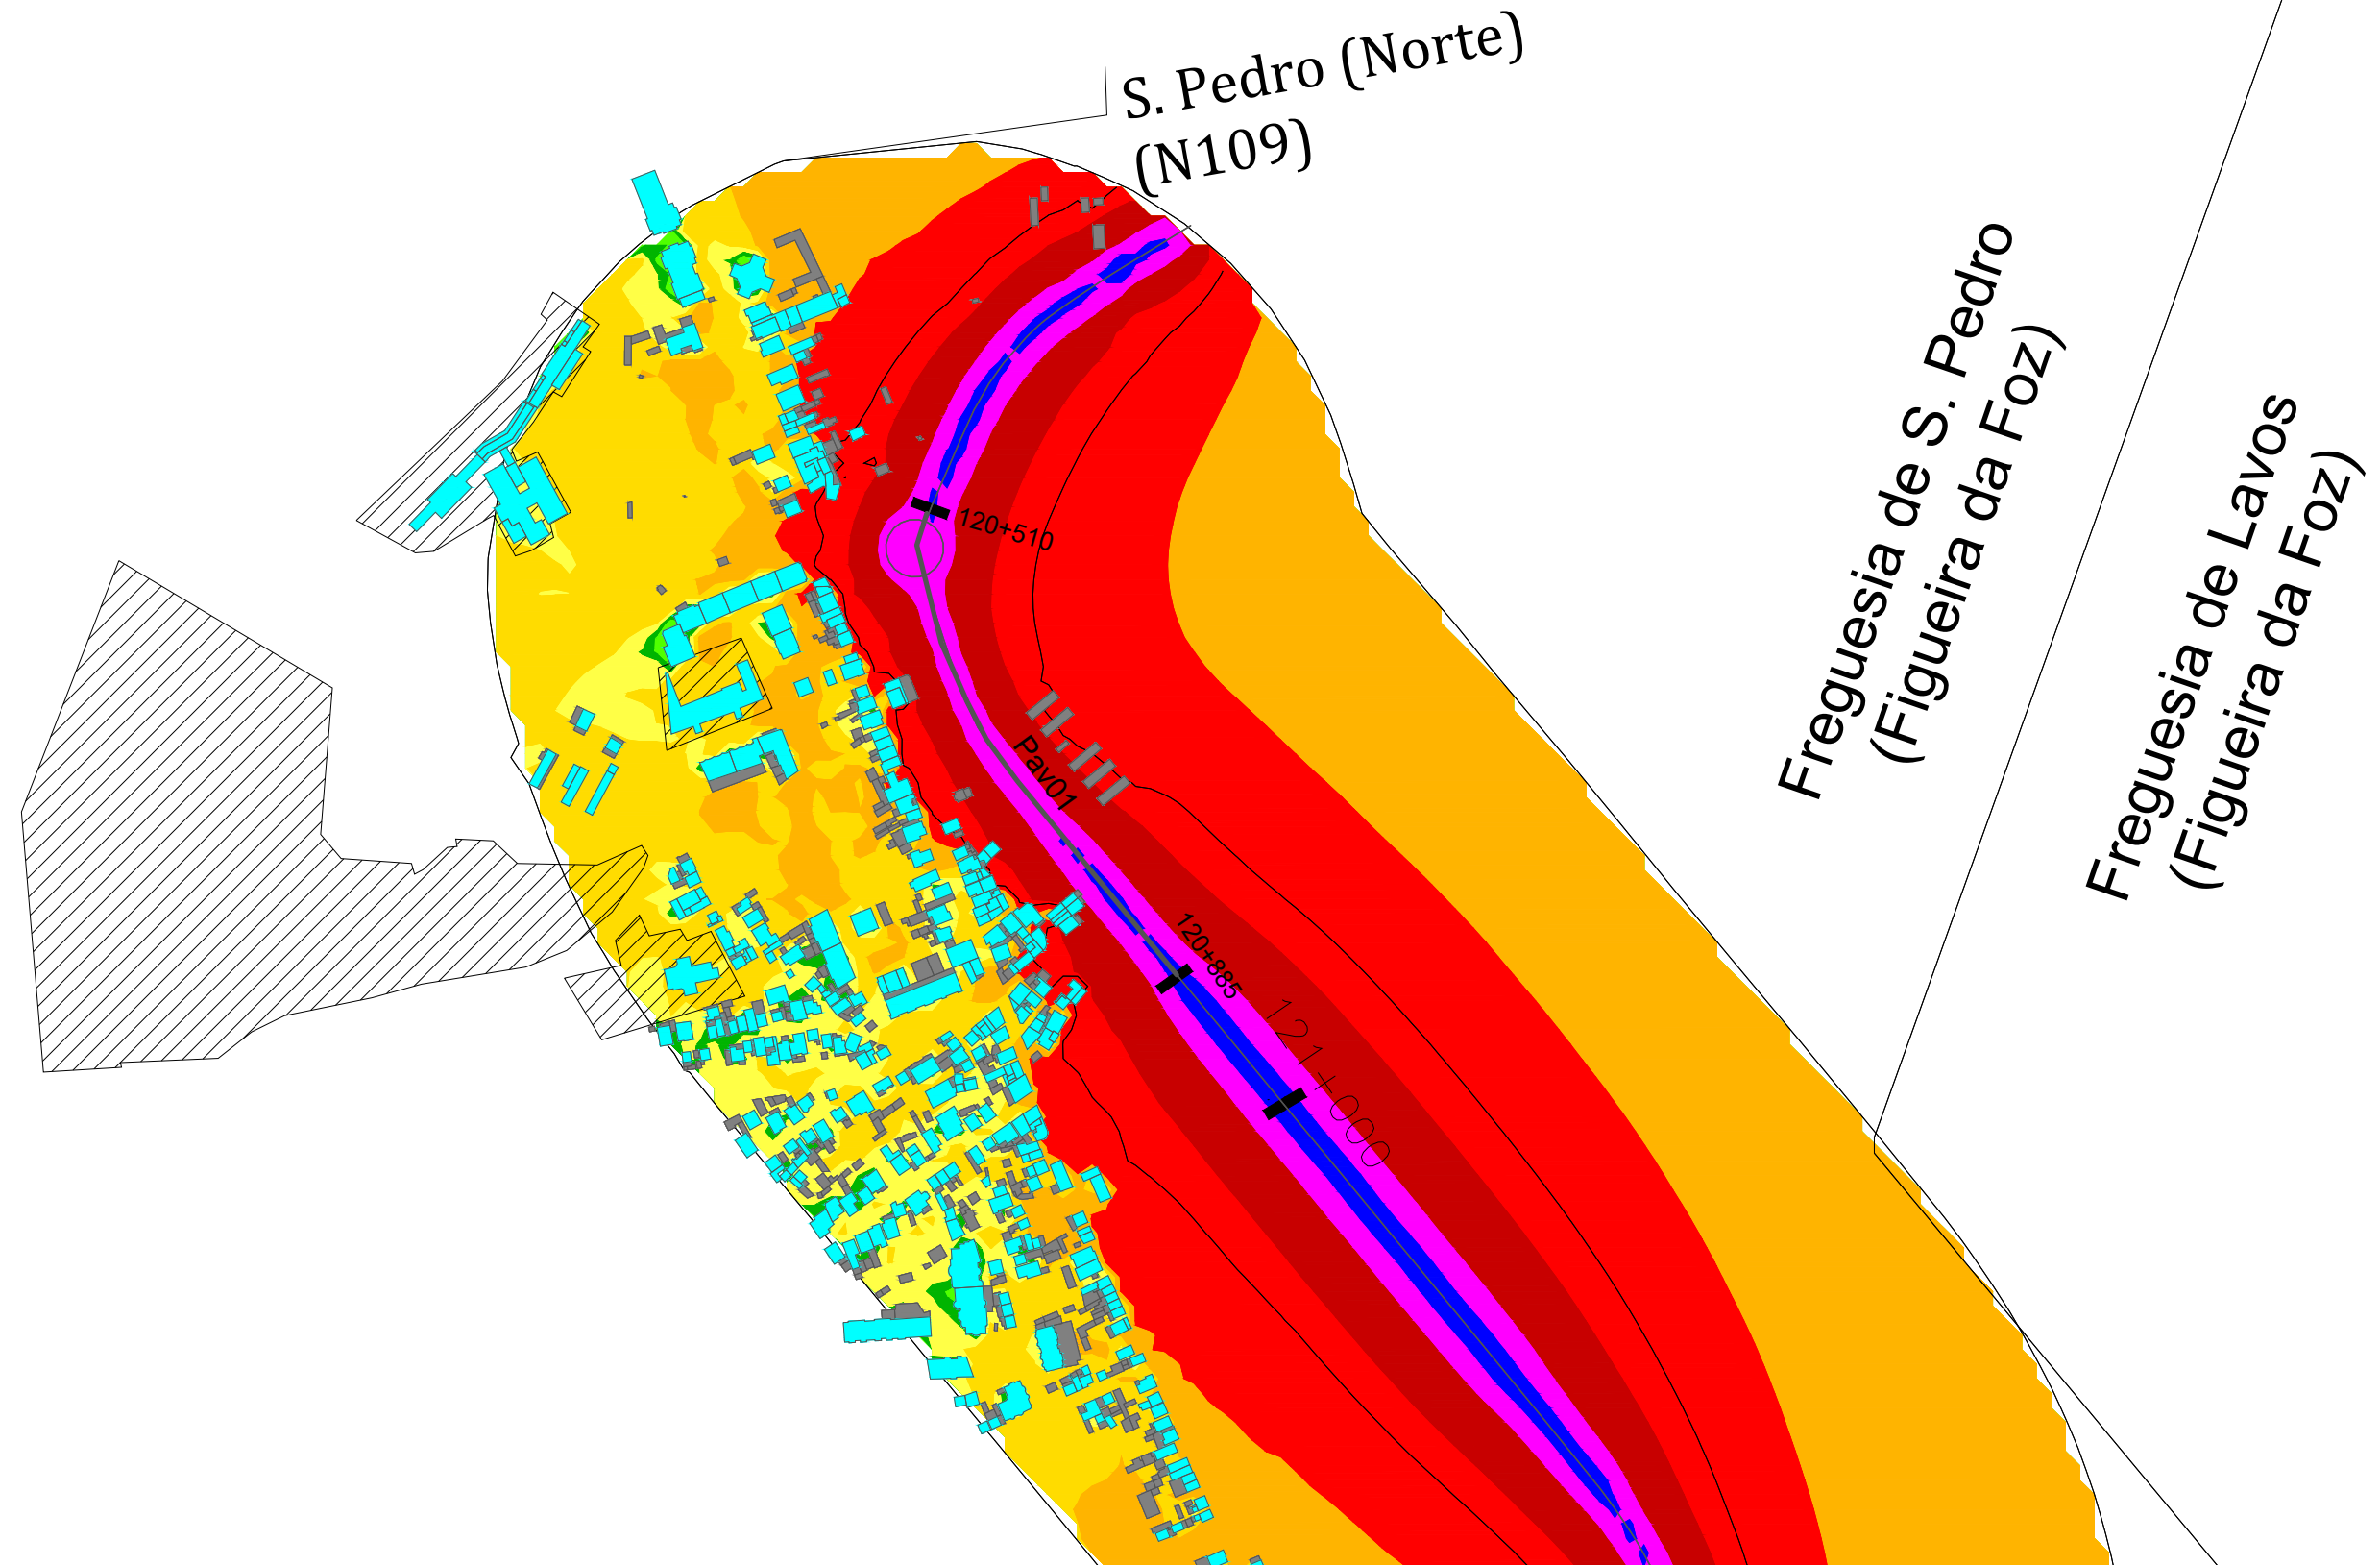 S. Pedro (Norte)
(N109)
Freguesia de S. Pedro
(Figueira da Foz)
Freguesia de Lavos
(Figueira da Foz)
120+510
Pav01
120+885
121+000